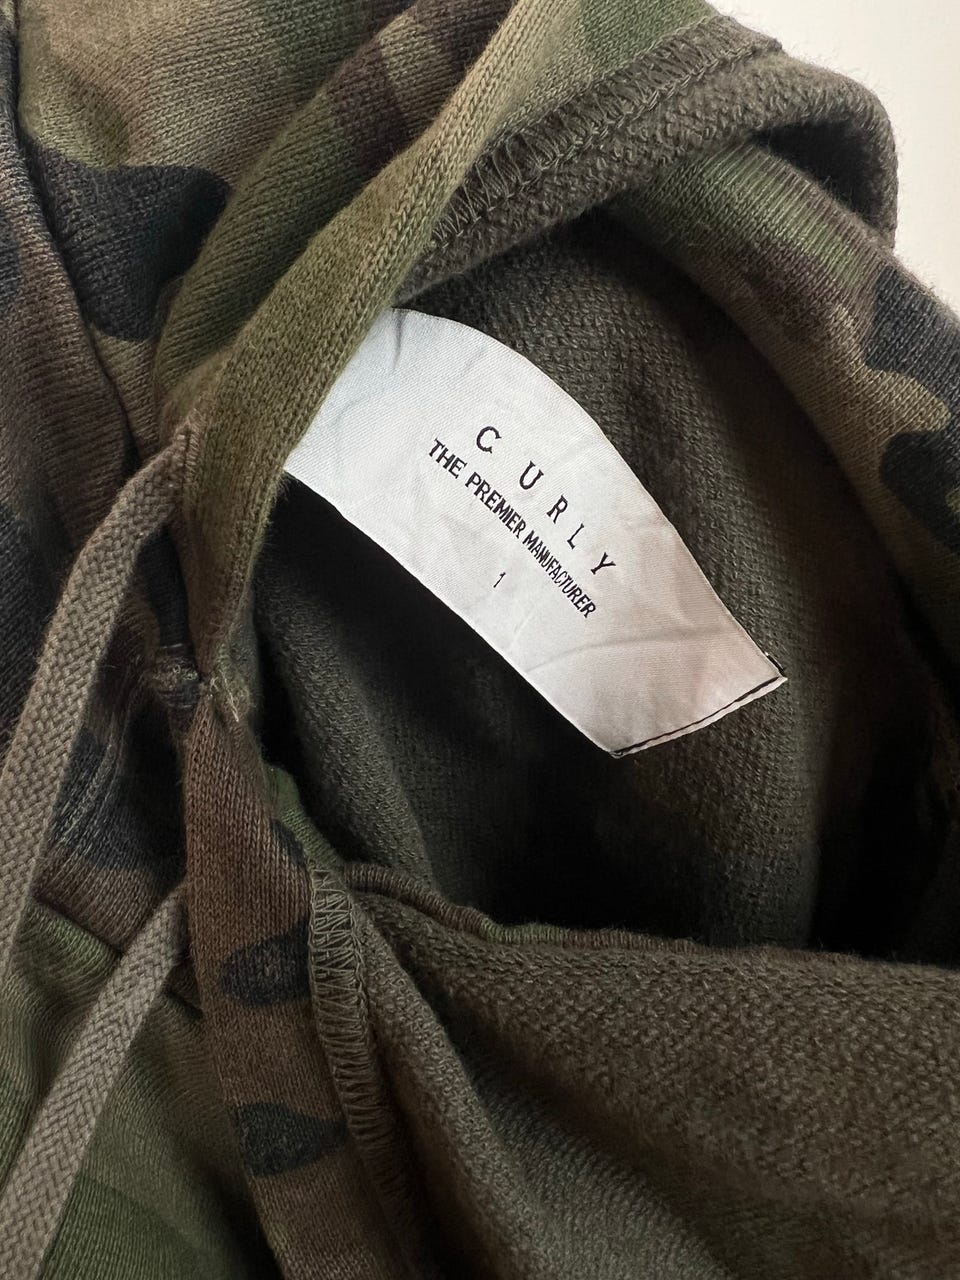 CURLY
THE PREMIER MANUFACTURER
1